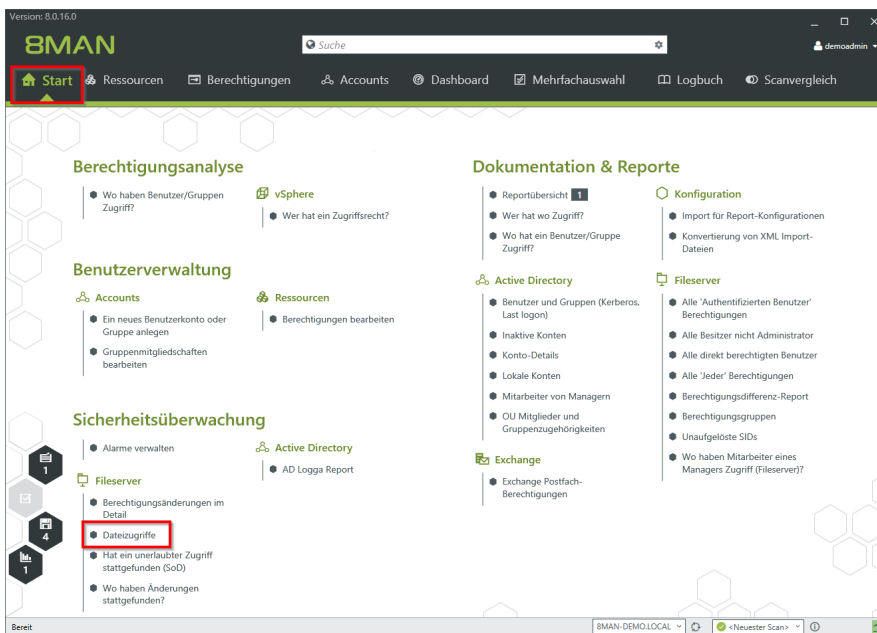 Version: 8.0.16.0
8MAN
Suche
demoadmin
Start
Ressourcen
Berechtigungen
Accounts
Dashboard
Mehrfachauswahl
Logbuch
Scanvergleich
Berechtigungsanalyse
Wo haben Benutzer/Gruppen
Zugriff?
vSphere
Wer hat ein Zugriffsrecht?
Benutzerverwaltung
Accounts
Ein neues Benutzerkonto oder
Gruppe anlegen
Gruppenmitgliedschaften
bearbeiten
Ressourcen
Berechtigungen bearbeiten
Sicherheitsüberwachung
Alarme verwalten
Fileserver
Berechtigungsänderungen im
Detail
Dateizugriffe
Hat ein unerlaubter Zugriff
stattgefunden (SoD)
Wo haben Änderungen
stattgefunden?
Active Directory
AD Logga Report
1
4
1
Dokumentation & Reporte
Reportübersicht 1
Wer hat wo Zugriff?
Wo hat ein Benutzer/Gruppe
Zugriff?
Active Directory
Benutzer und Gruppen (Kerberos,
Last logon)
Inaktive Konten
Konto-Details
Lokale Konten
Mitarbeiter von Managern
OU Mitglieder und
Gruppenzugehörigkeiten
Exchange
Exchange Postfach-
Berechtigungen
Konfiguration
Import für Report-Konfigurationen
Konvertierung von XML Import-
Dateien
Fileserver
Alle 'Authentifizierten Benutzer'
Berechtigungen
Alle Besitzer nicht Administrator
Alle direkt berechtigten Benutzer
Alle 'Jeder' Berechtigungen
Berechtigungsdifferenz-Report
Berechtigungsgruppen
Unaufgelöste SIDs
Wo haben Mitarbeiter eines
Managers Zugriff (Fileserver)?
Bereit
8MAN-DEMO.LOCAL
<Neuester Scan>